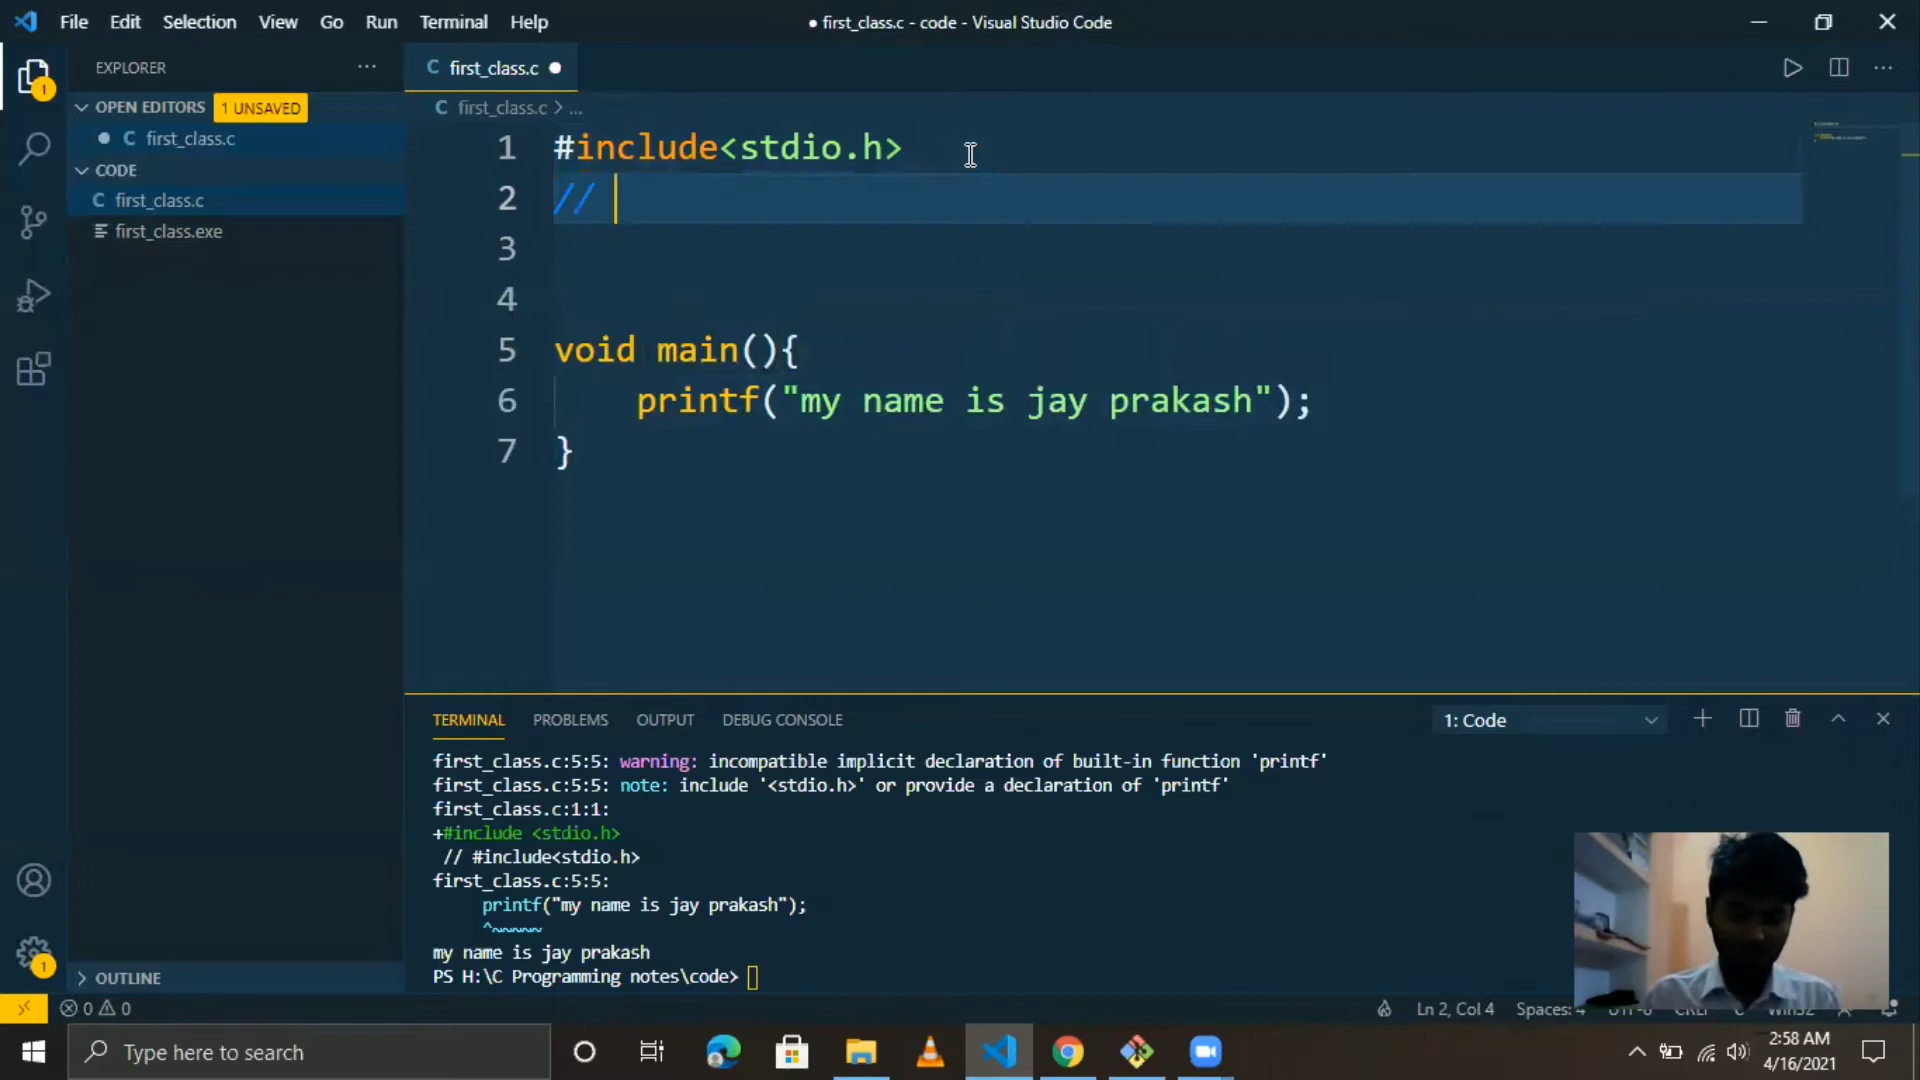 File Edit Selection View Go Run Terminal Help
● first_class.c - code - Visual Studio Code
EXPLORER
C first_class.c ●
OPEN EDITORS 1 UNSAVED
C first_class.c > ...
● C first_class.c
CODE
C first_class.c
first_class.exe
1 #include<stdio.h>
2 //
3
4
5 void main(){
6 printf("my name is jay prakash");
7 }
TERMINAL PROBLEMS OUTPUT DEBUG CONSOLE 1: Code
first_class.c:5:5: warning: incompatible implicit declaration of built-in function 'printf'
first_class.c:5:5: note: include '<stdio.h>' or provide a declaration of 'printf'
first_class.c:1:1:
+#include <stdio.h>
// #include<stdio.h>
first_class.c:5:5:
printf("my name is jay prakash");
^~~~~~
my name is jay prakash
PS H:\C Programming notes\code>
OUTLINE
0 0 Ln 2, Col 4 Spaces: 4
Type here to search
2:58 AM
4/16/2021